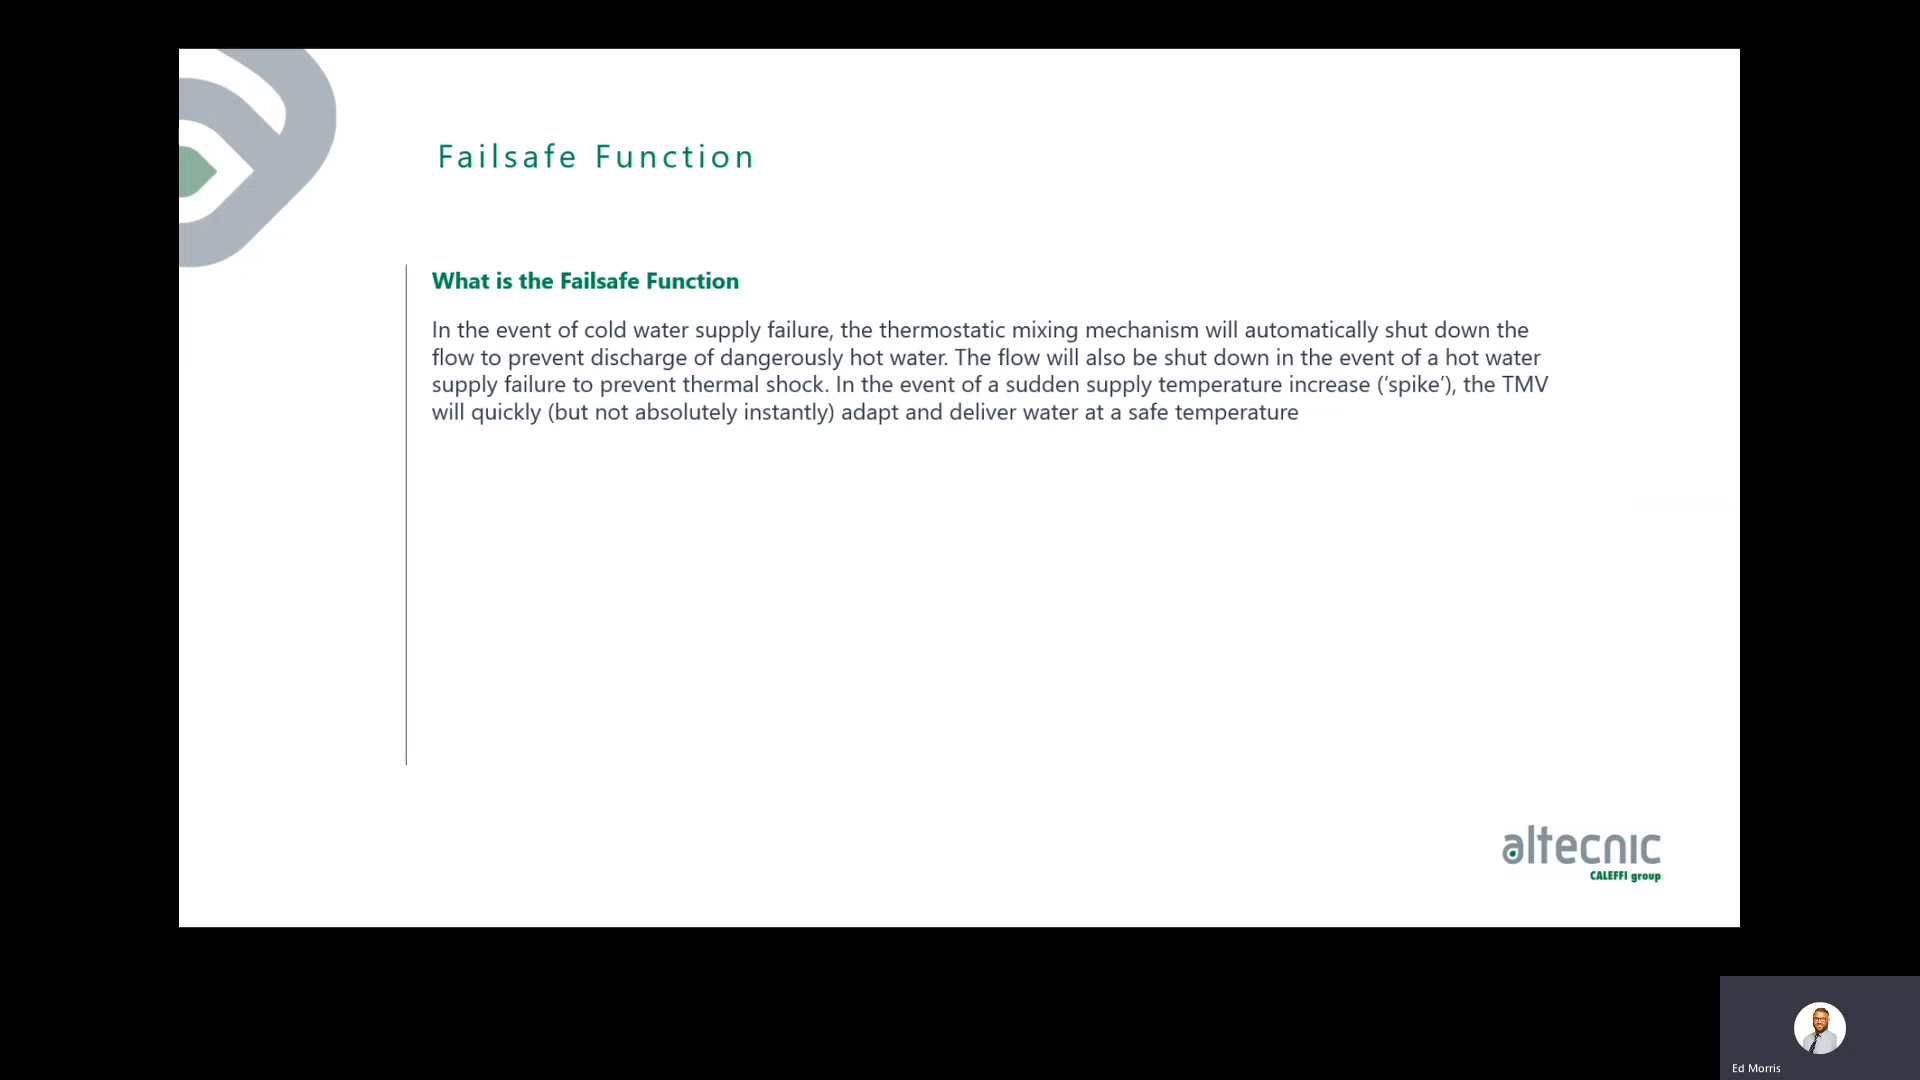 Failsafe Function
What is the Failsafe Function
In the event of cold water supply failure, the thermostatic mixing mechanism will automatically shut down the
flow to prevent discharge of dangerously hot water. The flow will also be shut down in the event of a hot water
supply failure to prevent thermal shock. In the event of a sudden supply temperature increase (‘spike’), the TMV
will quickly (but not absolutely instantly) adapt and deliver water at a safe temperature
altecnic
CALEFFI group
Ed Morris